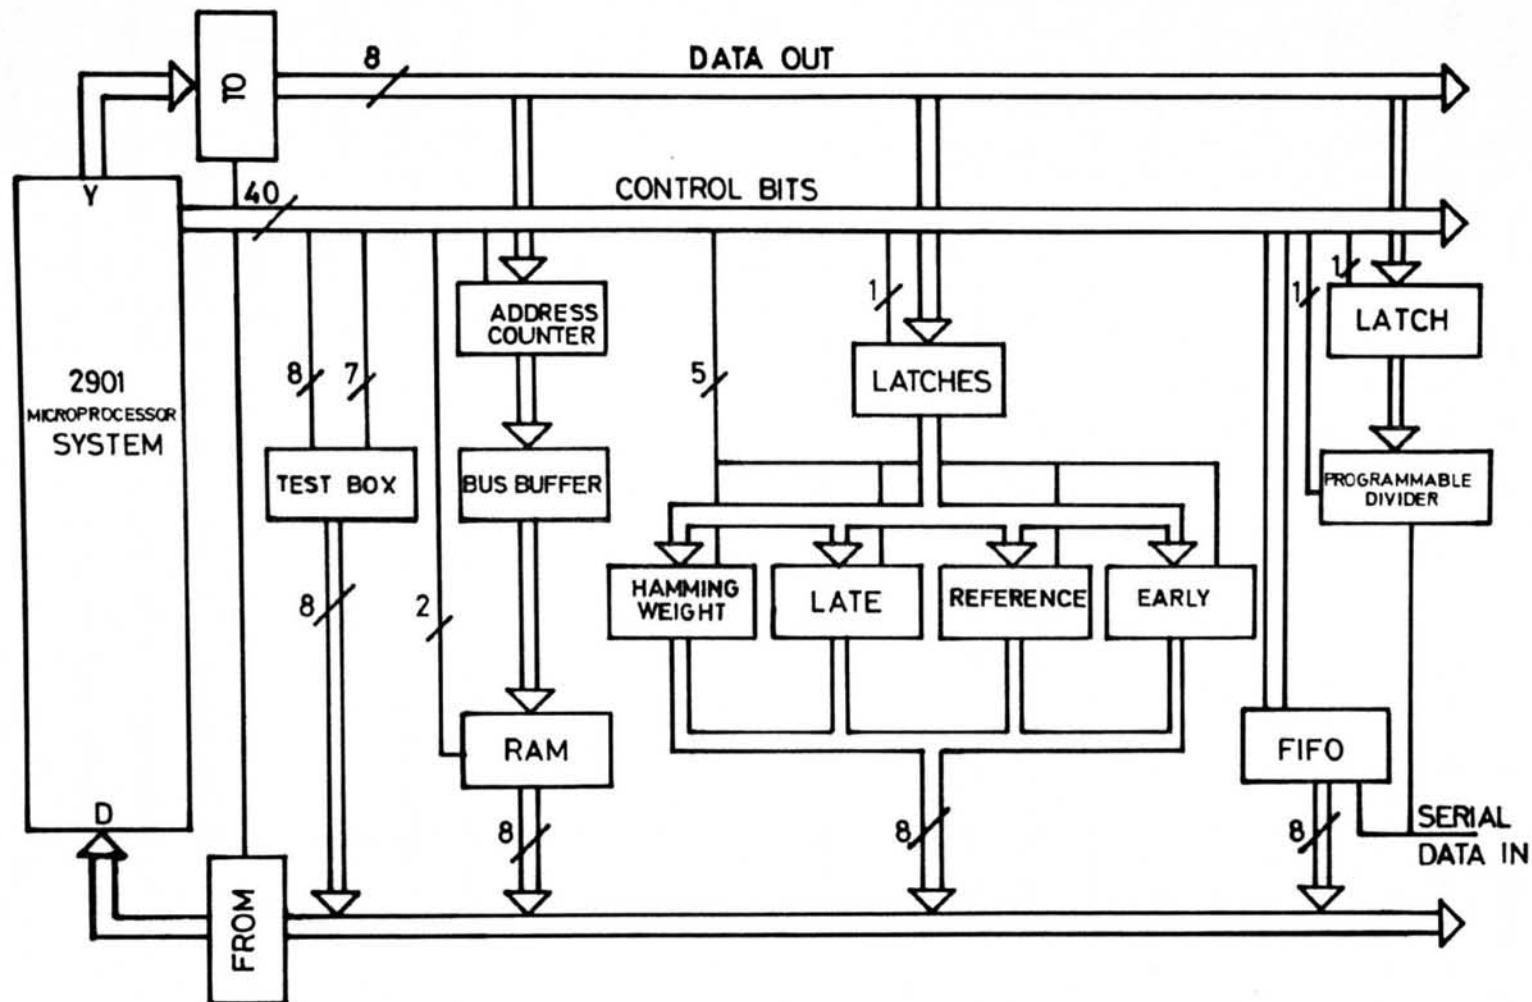 TO
8
DATA OUT
Y
40
CONTROL BITS
1
1
ADDRESS
COUNTER
LATCH
2901
MICROPROCESSOR
SYSTEM
8
7
5
LATCHES
TEST BOX
BUS BUFFER
PROGRAMMABLE
DIVIDER
8
2
HAMMING
WEIGHT
LATE
REFERENCE
EARLY
RAM
FIFO
D
8
8
8
SERIAL
DATA IN
FROM